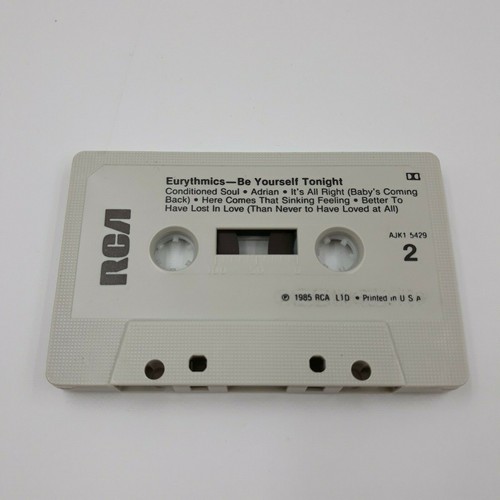 Eurythmics—Be Yourself Tonight
Conditioned Soul • Adrian • It's All Right (Baby's Coming
Back) • Here Comes That Sinking Feeling • Better To
Have Lost In Love (Than Never to Have Loved at All)
RCA
AJK1 5429
2
℗ 1985 RCA LTD • Printed in U S A